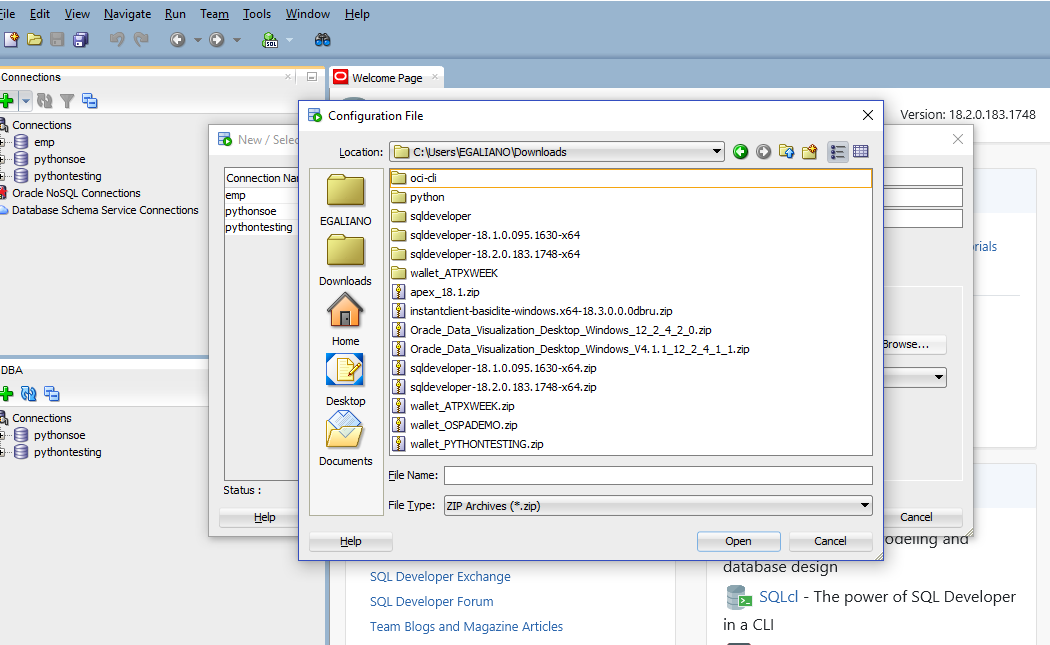 File Edit View Navigate Run Team Tools Window Help
SQL
Connections
Welcome Page
Connections
emp
pythonsoe
pythontesting
Oracle NoSQL Connections
Database Schema Service Connections
DBA
Connections
pythonsoe
pythontesting
Version: 18.2.0.183.1748
New / Selec
Connection Nam
emp
pythonsoe
pythontesting
Status :
Help
Configuration File
Location: C:\Users\EGALIANO\Downloads
EGALIANO
Downloads
Home
Desktop
Documents
oci-cli
python
sqldeveloper
sqldeveloper-18.1.0.095.1630-x64
sqldeveloper-18.2.0.183.1748-x64
wallet_ATPXWEEK
apex_18.1.zip
instantclient-basiclite-windows.x64-18.3.0.0.0dbru.zip
Oracle_Data_Visualization_Desktop_Windows_12_2_4_2_0.zip
Oracle_Data_Visualization_Desktop_Windows_V4.1.1_12_2_4_1_1.zip
sqldeveloper-18.1.0.095.1630-x64.zip
sqldeveloper-18.2.0.183.1748-x64.zip
wallet_ATPXWEEK.zip
wallet_OSPADEMO.zip
wallet_PYTHONTESTING.zip
File Name:
File Type: ZIP Archives (*.zip)
Help Open Cancel
orials
Browse...
Cancel
SQL Developer Exchange
SQL Developer Forum
Team Blogs and Magazine Articles
odeling and
database design
SQLcl - The power of SQL Developer
in a CLI